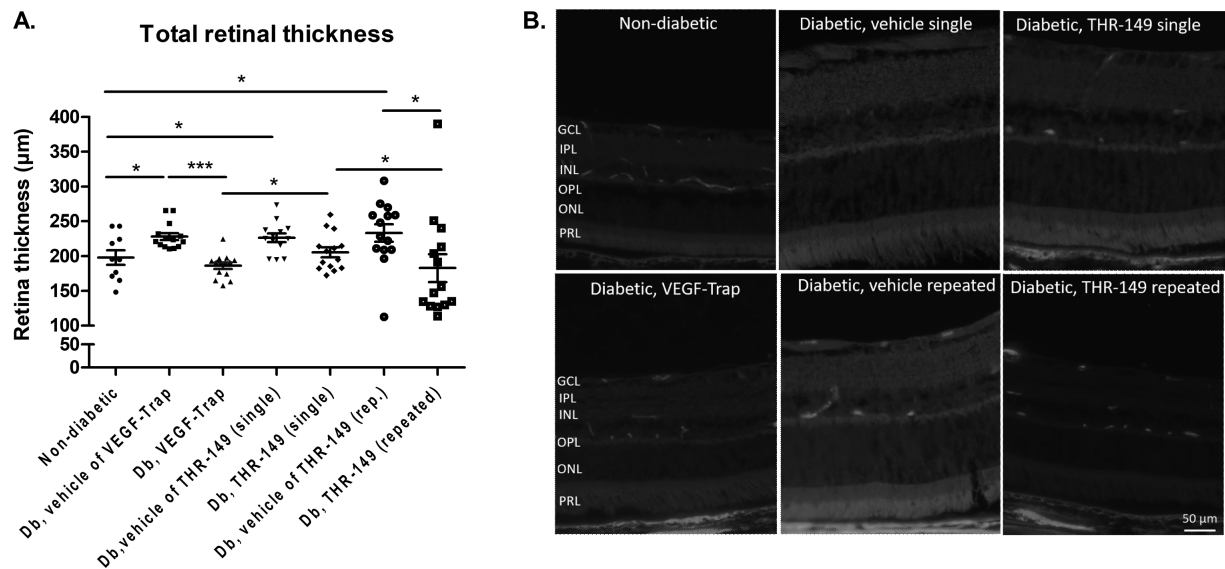 A.
Total retinal thickness
*
*
*
*
*
***
*
Retina thickness (µm)
400
350
300
250
200
150
100
50
0
Non-diabetic
Db, vehicle of VEGF-Trap
Db, VEGF-Trap
Db,vehicle of THR-149 (single)
Db, THR-149 (single)
Db, vehicle of THR-149 (rep.)
Db, THR-149 (repeated)
B.
Non-diabetic
GCL
IPL
INL
OPL
ONL
PRL
Diabetic, vehicle single
Diabetic, THR-149 single
Diabetic, VEGF-Trap
GCL
IPL
INL
OPL
ONL
PRL
Diabetic, vehicle repeated
Diabetic, THR-149 repeated
50 µm